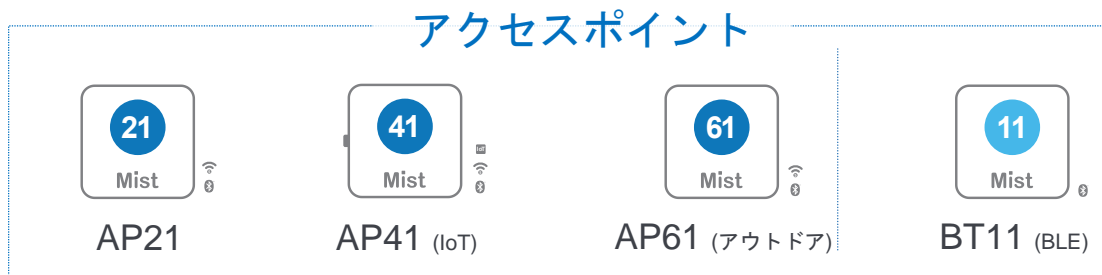 アクセスポイント
21
Mist
41
IoT
Mist
61
Mist
11
Mist
AP21
AP41 (IoT)
AP61 (アウトドア)
BT11 (BLE)